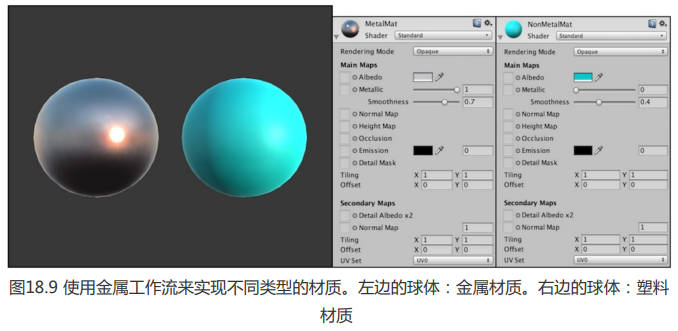 MetalMat
Shader Standard
Rendering Mode Opaque
Main Maps
Albedo
Metallic 1
Smoothness 0.7
Normal Map
Height Map
Occlusion
Emission 0
Detail Mask
Tiling X 1 Y 1
Offset X 0 Y 0
Secondary Maps
Detail Albedo x2
Normal Map 1
Tiling X 1 Y 1
Offset X 0 Y 0
UV Set UV0
NonMetalMat
Shader Standard
Rendering Mode Opaque
Main Maps
Albedo
Metallic 0
Smoothness 0.4
Normal Map
Height Map
Occlusion
Emission 0
Detail Mask
Tiling X 1 Y 1
Offset X 0 Y 0
Secondary Maps
Detail Albedo x2
Normal Map 1
Tiling X 1 Y 1
Offset X 0 Y 0
UV Set UV0
图18.9 使用金属工作流来实现不同类型的材质。左边的球体：金属材质。右边的球体：塑料
材质